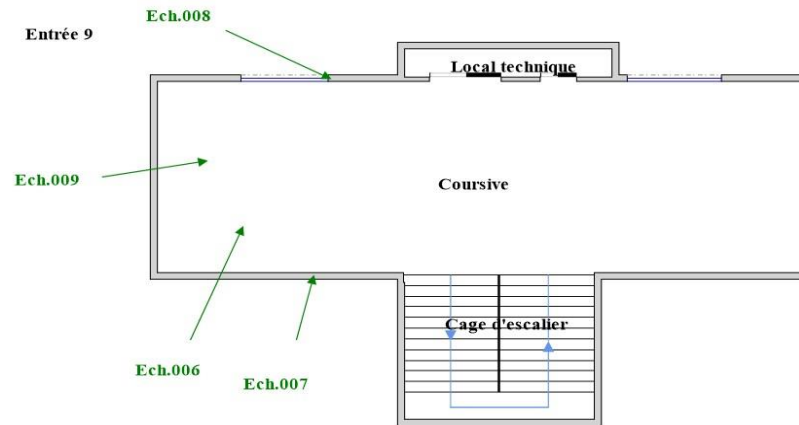 Ech.008
Entrée 9
Local technique
Ech.009
Coursive
Cage d'escalier
Ech.006
Ech.007